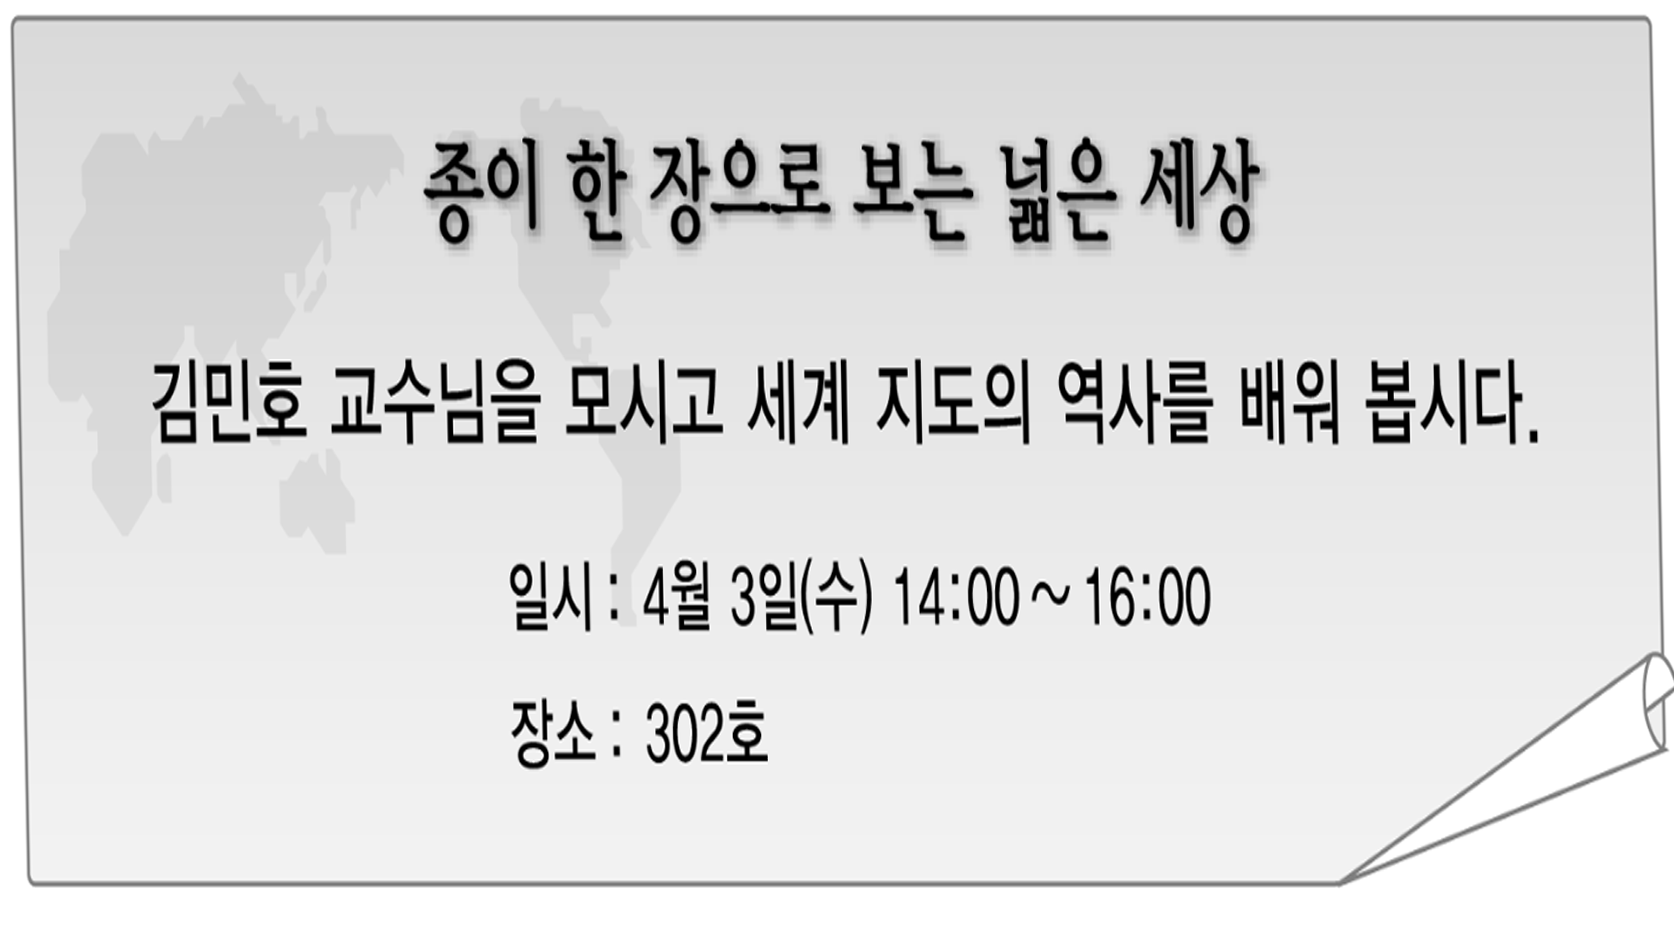 종이 한 장으로 보는 넓은 세상
김민호 교수님을 모시고 세계 지도의 역사를 배워 봅시다.
일시 : 4월 3일(수) 14:00~16:00
장소 : 302호